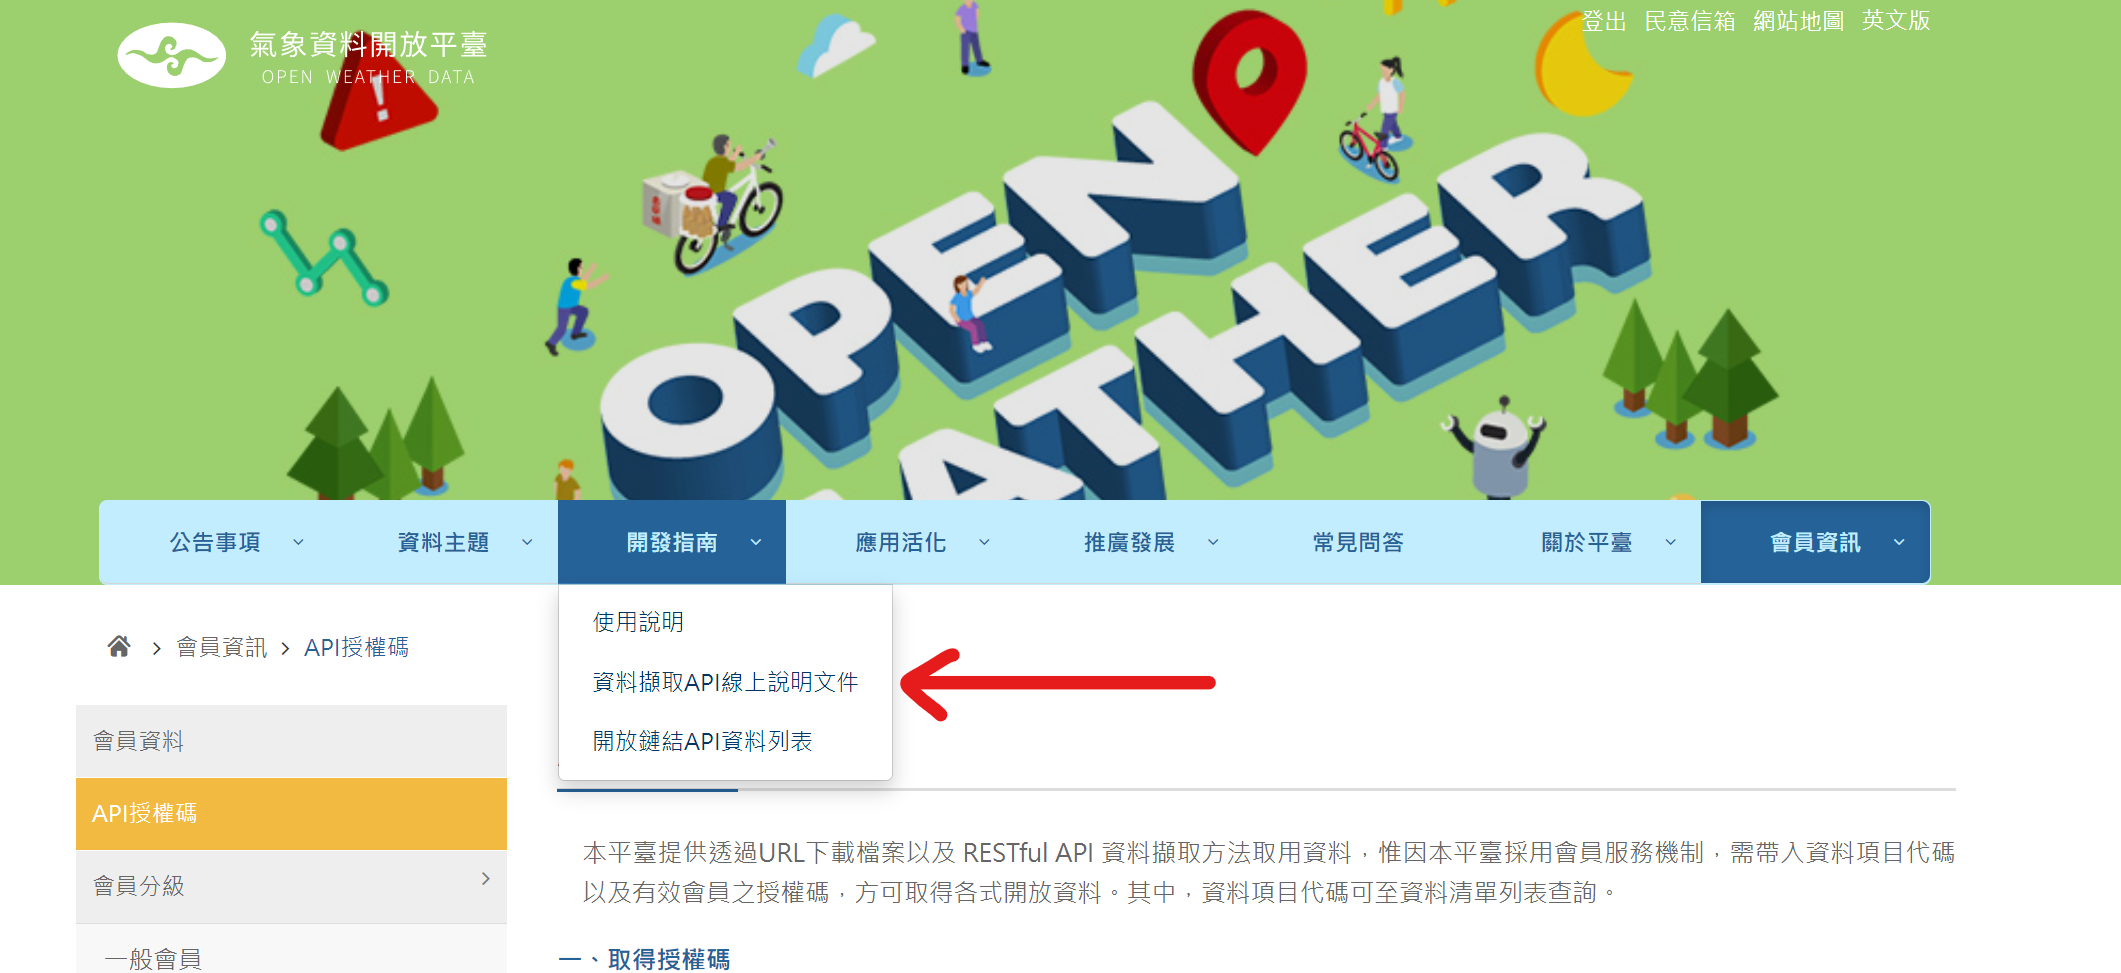 氣象資料開放平臺
OPEN WEATHER DATA
登出 民意信箱 網站地圖 英文版
OPEN
ATHER
公告事項 資料主題 開發指南 應用活化 推廣發展 常見問答 關於平臺 會員資訊
使用說明
資料擷取API線上說明文件
開放鏈結API資料列表
會員資訊 API授權碼
會員資料
API授權碼
會員分級
一般會員
本平臺提供透過URL下載檔案以及 RESTful API 資料擷取方法取用資料，惟因本平臺採用會員服務機制，需帶入資料項目代碼
以及有效會員之授權碼，方可取得各式開放資料。其中，資料項目代碼可至資料清單列表查詢。
一、取得授權碼